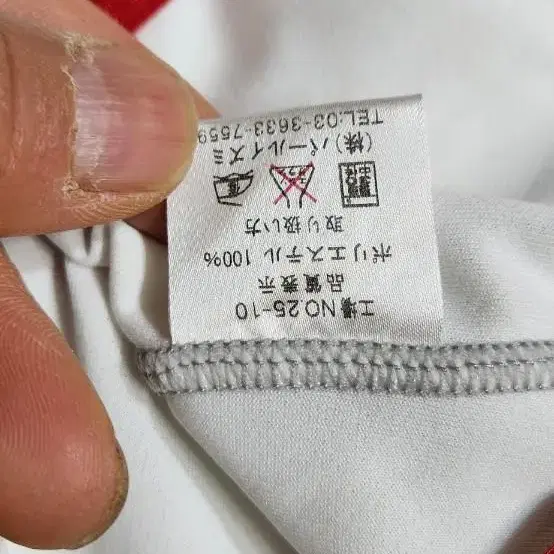 工場NO.25-10
品質表示
ポリエステル 100%
取り扱い方
(株)パールイズミ
TEL:03-3633-7559